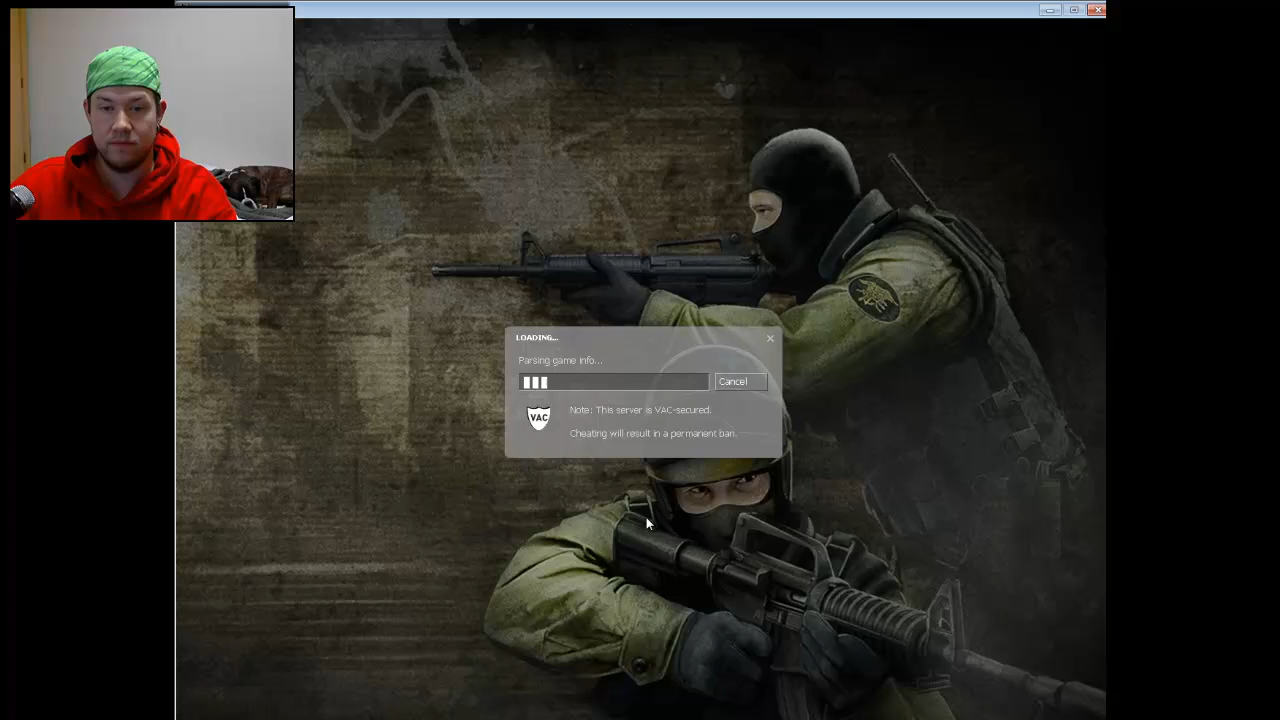 LOADING...
Parsing game info...
Cancel
VAC
Note: This server is VAC-secured.
Cheating will result in a permanent ban.